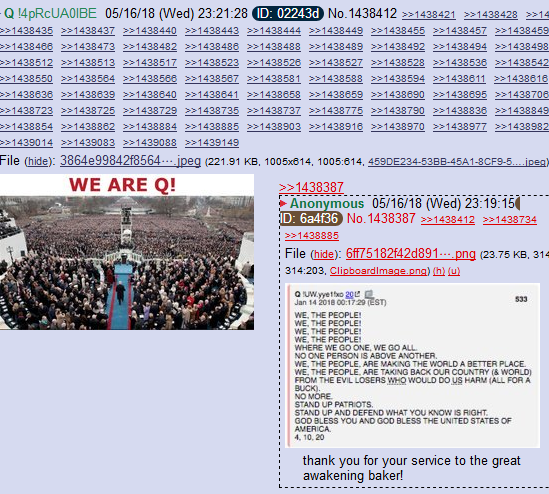 Q !4pRcUA0lBE 05/16/18 (Wed) 23:21:28 ID: 02243d No.1438412 >>1438421 >>1438428 >>14
>>1438435 >>1438437 >>1438440 >>1438443 >>1438444 >>1438449 >>1438455 >>1438457 >>1438459
>>1438466 >>1438473 >>1438482 >>1438486 >>1438488 >>1438489 >>1438492 >>1438494 >>1438498
>>1438512 >>1438513 >>1438517 >>1438523 >>1438526 >>1438527 >>1438528 >>1438536 >>1438542
>>1438550 >>1438564 >>1438566 >>1438567 >>1438581 >>1438588 >>1438594 >>1438611 >>1438616
>>1438636 >>1438639 >>1438640 >>1438641 >>1438658 >>1438659 >>1438690 >>1438695 >>1438706
>>1438723 >>1438725 >>1438729 >>1438735 >>1438737 >>1438775 >>1438790 >>1438836 >>1438849
>>1438854 >>1438862 >>1438884 >>1438885 >>1438903 >>1438916 >>1438970 >>1438977 >>1438982
>>1439014 >>1439083 >>1439088 >>1439149
File (hide): 3864e99842f8564⋯.jpeg (221.91 KB, 1005x614, 1005:614, 459DE234-53BB-45A1-8CF9-5….jpeg)
WE ARE Q!
>>1438387
Anonymous 05/16/18 (Wed) 23:19:15
ID: 6a4f36 No.1438387 >>1438412 >>1438734
>>1438885
File (hide): 6ff75182f42d891⋯.png (23.75 KB, 314
314:203, ClipboardImage.png) (h) (u)
Q !UW.yye1fxo 20
Jan 14 2018 00:17:29 (EST)
533
WE, THE PEOPLE!
WE, THE PEOPLE!
WE, THE PEOPLE!
WE, THE PEOPLE!
WHERE WE GO ONE, WE GO ALL.
NO ONE PERSON IS ABOVE ANOTHER.
WE, THE PEOPLE, ARE MAKING THE WORLD A BETTER PLACE.
WE, THE PEOPLE, ARE TAKING BACK OUR COUNTRY (& WORLD)
FROM THE EVIL LOSERS WHO WOULD DO US HARM (ALL FOR A
BUCK).
NO MORE.
STAND UP PATRIOTS.
STAND UP AND DEFEND WHAT YOU KNOW IS RIGHT.
GOD BLESS YOU AND GOD BLESS THE UNITED STATES OF
AMERICA.
4, 10, 20
thank you for your service to the great
awakening baker!